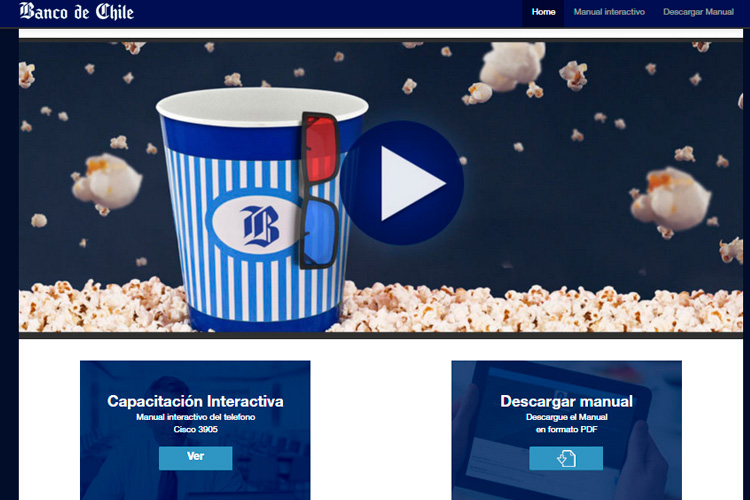 Banco de Chile
Home
Manual interactivo
Descargar Manual
B
Capacitación Interactiva
Manual interactivo del telefono
Cisco 3905
Ver
Descargar manual
Descargue el Manual
en formato PDF